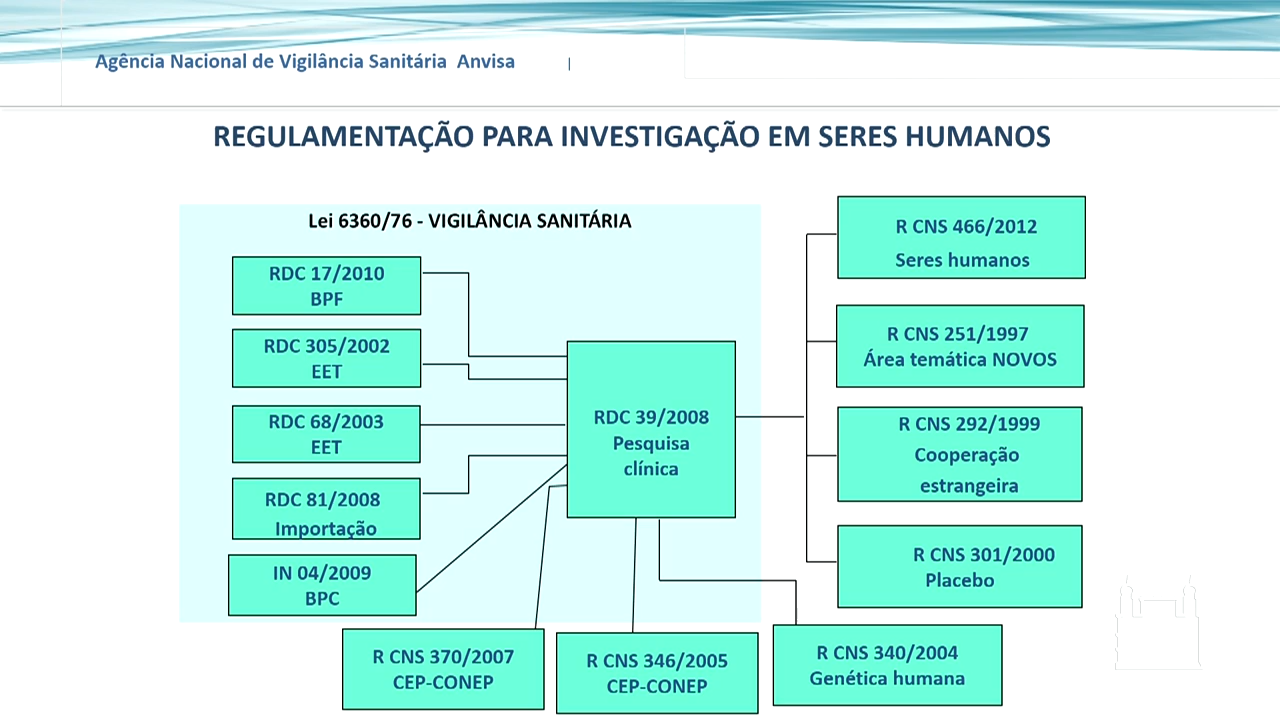 Agência Nacional de Vigilância Sanitária  Anvisa
REGULAMENTAÇÃO PARA INVESTIGAÇÃO EM SERES HUMANOS
Lei 6360/76 - VIGILÂNCIA SANITÁRIA
RDC 17/2010
BPF
RDC 305/2002
EET
RDC 68/2003
EET
RDC 81/2008
Importação
IN 04/2009
BPC
RDC 39/2008
Pesquisa
clínica
R CNS 466/2012
Seres humanos
R CNS 251/1997
Área temática NOVOS
R CNS 292/1999
Cooperação
estrangeira
R CNS 301/2000
Placebo
R CNS 370/2007
CEP-CONEP
R CNS 346/2005
CEP-CONEP
R CNS 340/2004
Genética humana